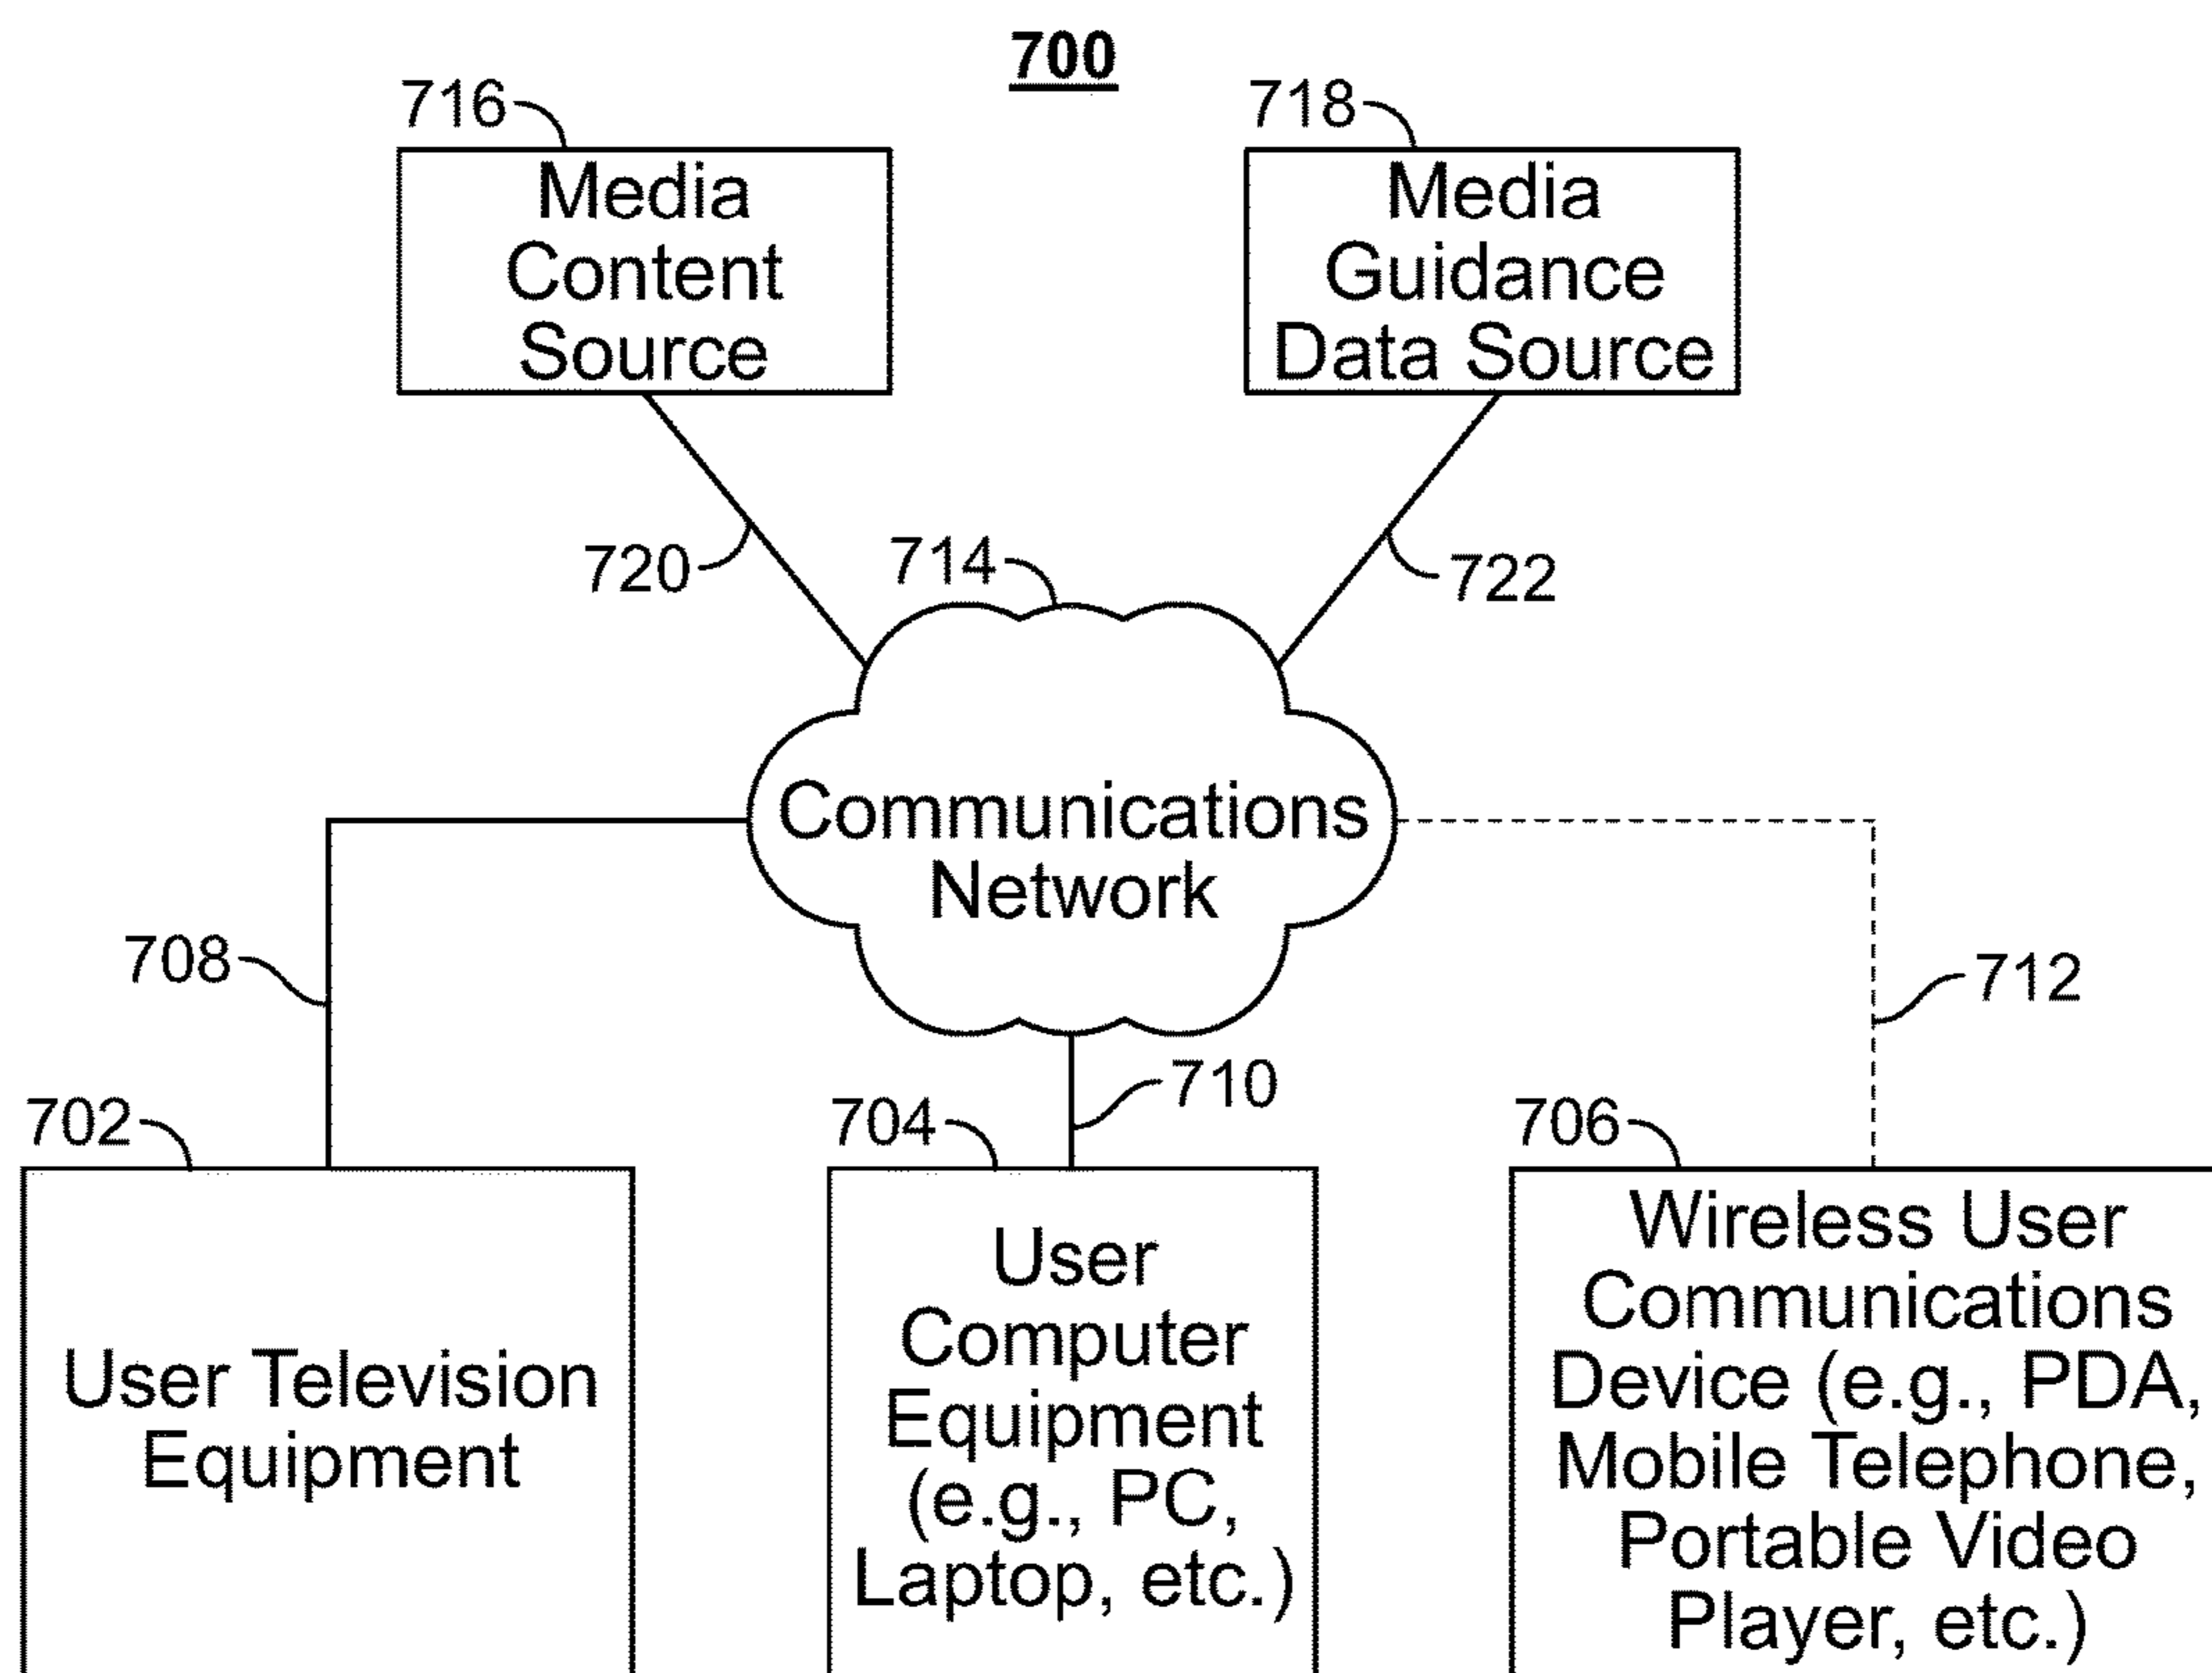 700
716
718
Media
Content
Source
Media
Guidance
Data Source
720
714
722
Communications
Network
708
712
710
702
704
706
User Television
Equipment
User
Computer
Equipment
(e.g., PC,
Laptop, etc.)
Wireless User
Communications
Device (e.g., PDA,
Mobile Telephone,
Portable Video
Player, etc.)